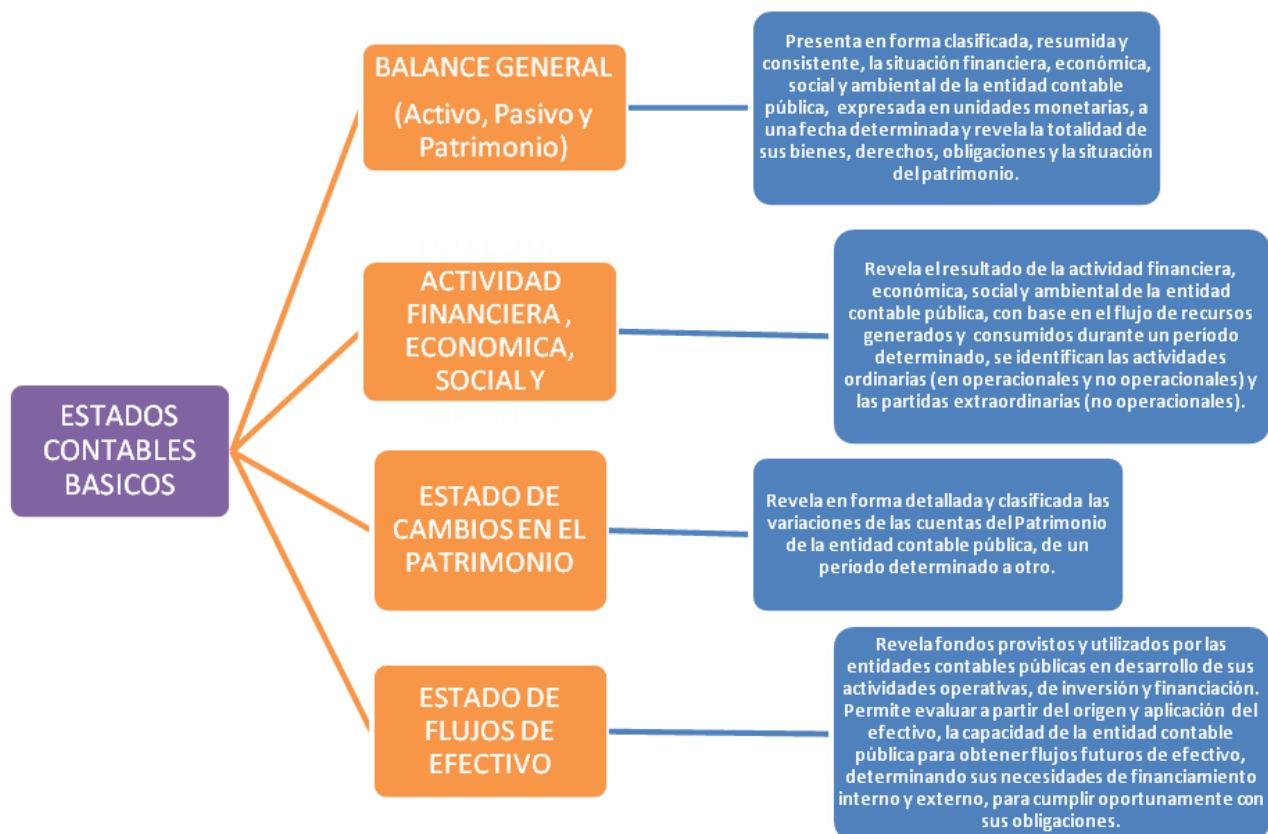 ESTADOS
CONTABLES
BASICOS
BALANCE GENERAL
(Activo, Pasivo y
Patrimonio)
Presenta en forma clasificada, resumida y
consistente, la situación financiera, económica,
social y ambiental de la entidad contable
pública, expresada en unidades monetarias, a
una fecha determinada y revela la totalidad de
sus bienes, derechos, obligaciones y la situación
del patrimonio.
ACTIVIDAD
FINANCIERA ,
ECONOMICA,
SOCIAL Y
Revela el resultado de la actividad financiera,
económica, social y ambiental de la entidad
contable pública, con base en el flujo de recursos
generados y consumidos durante un período
determinado, se identifican las actividades
ordinarias (en operacionales y no operacionales) y
las partidas extraordinarias (no operacionales).
ESTADO DE
CAMBIOS EN EL
PATRIMONIO
Revela en forma detallada y clasificada las
variaciones de las cuentas del Patrimonio
de la entidad contable pública, de un
período determinado a otro.
ESTADO DE
FLUJOS DE
EFECTIVO
Revela fondos provistos y utilizados por las
entidades contables públicas en desarrollo de sus
actividades operativas, de inversión y financiación.
Permite evaluar a partir del origen y aplicación del
efectivo, la capacidad de la entidad contable
pública para obtener flujos futuros de efectivo,
determinando sus necesidades de financiamiento
interno y externo, para cumplir oportunamente con
sus obligaciones.